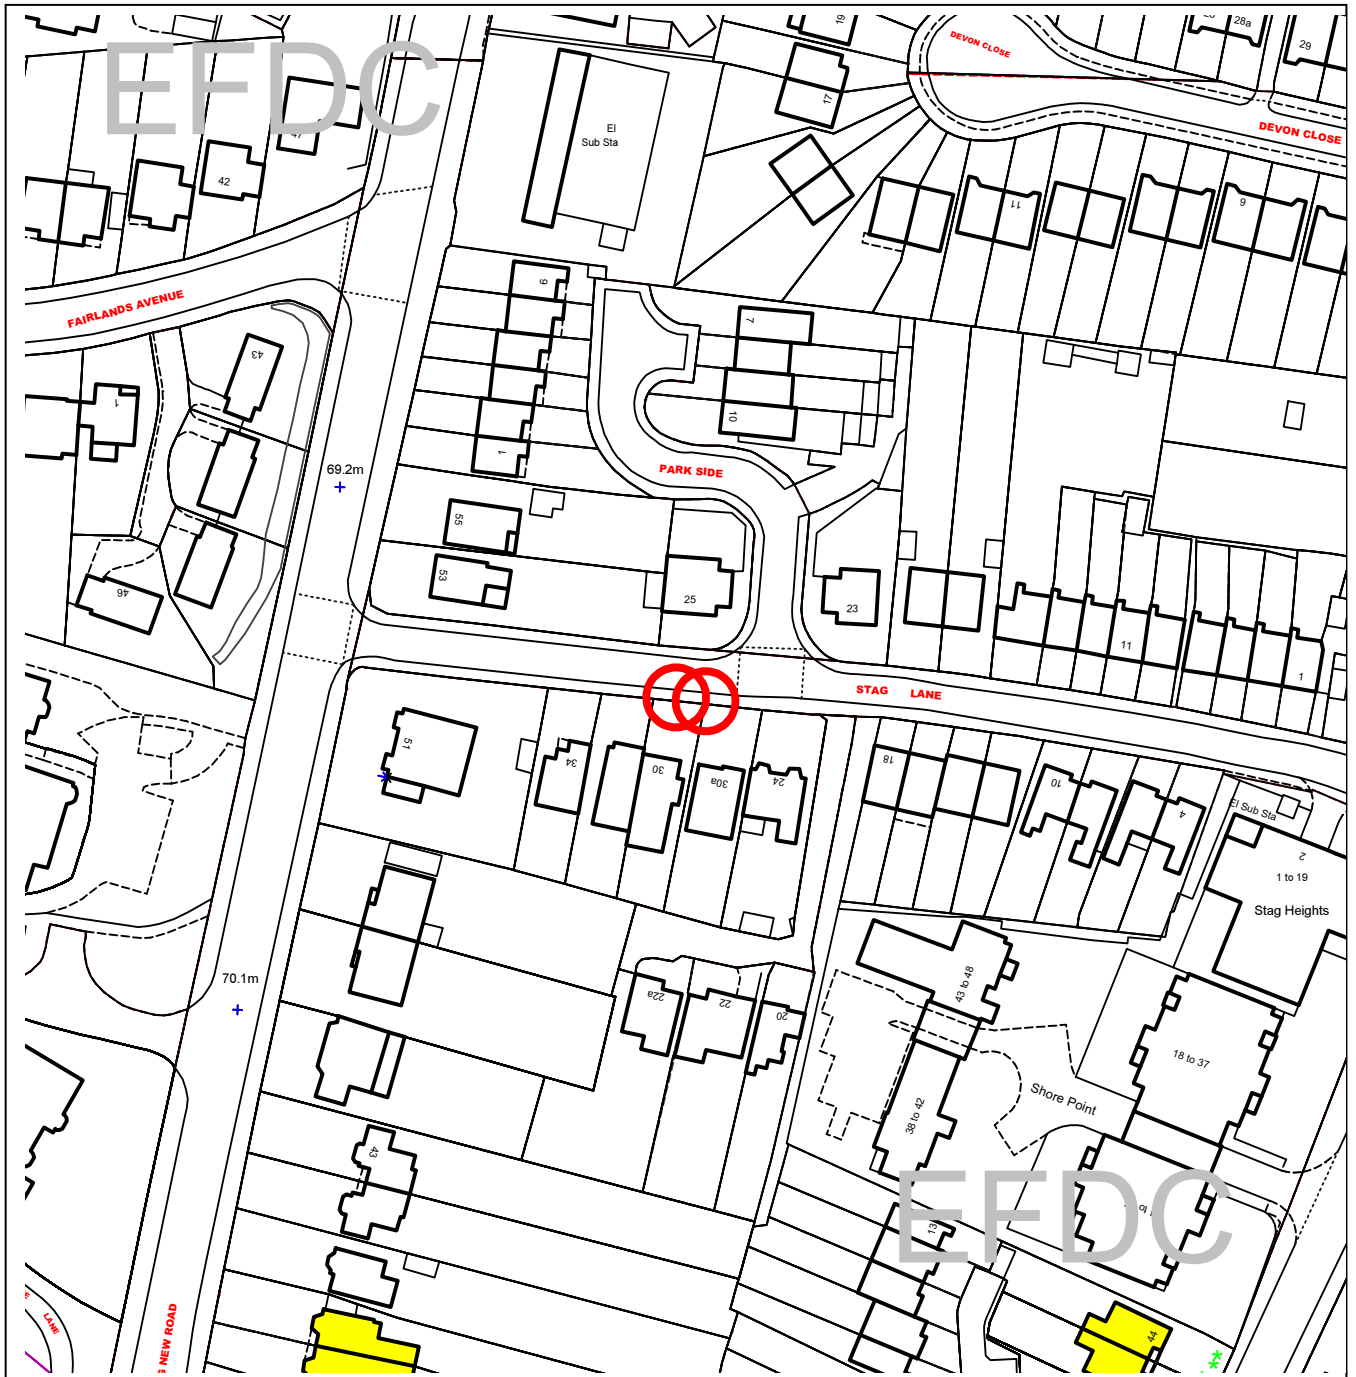 EFDC
19
28a
29
DEVON CLOSE
17
El
Sub Sta
DEVON CLOSE
47
42
11
9
FAIRLANDS AVENUE
9
7
43
1
10
1
PARK SIDE
69.2m
55
53
46
25
23
11
1
STAG LANE
51
34
30
30a
24
18
10
4
El Sub Sta
2
1 to 19
Stag Heights
70.1m
43 to 48
22a
22
20
18 to 37
Shore Point
38 to 42
43
EFDC
13
44
LANE
NEW ROAD